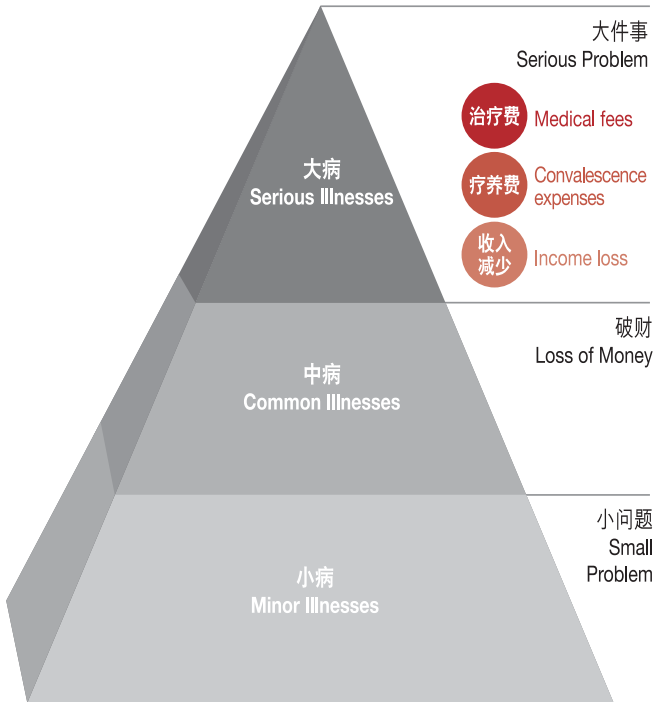 大件事
Serious Problem
治疗费
Medical fees
疗养费
Convalescence
expenses
收入
减少
Income loss
大病
Serious Illnesses
破财
Loss of Money
中病
Common Illnesses
小问题
Small
Problem
小病
Minor Illnesses